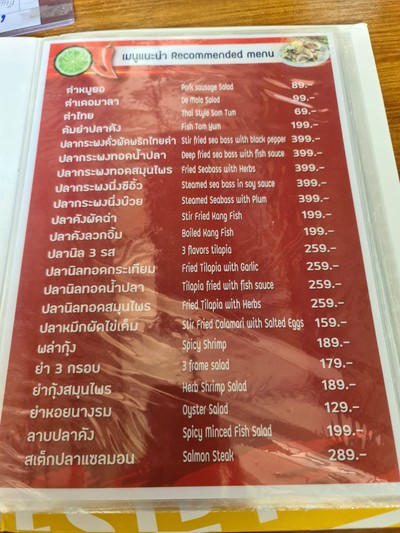 เมนูแนะนำ Recommended menu
ตำหมูยอ Pork sausage Salad 89.-
ตำเคอมาลา De Mala Salad 99.-
ตำไทย Thai Style Som Tum 69.-
ต้มยำปลาคัง Fish Tom Yum 199.-
ปลากระพงคั่วผัดพริกไทยดำ Stir fried sea bass with black pepper 399.-
ปลากระพงทอดน้ำปลา Deep fried sea bass with fish sauce 399.-
ปลากระพงทอดสมุนไพร Fried Seabass with Herbs 399.-
ปลากระพงนึ่งซีอิ้ว Steamed sea bass in soy sauce 399.-
ปลากระพงนึ่งบ๊วย Steamed Seabass with Plum 399.-
ปลาคังผัดฉ่า Stir Fried Kang Fish 199.-
ปลาคังลวกจิ้ม Boiled Kang Fish 199.-
ปลานิล 3 รส 3 flavors tilapia 259.-
ปลานิลทอดกระเทียม Fried Tilapia with Garlic 259.-
ปลานิลทอดน้ำปลา Tilapia fried with fish sauce 259.-
ปลานิลทอดสมุนไพร Fried Tilapia with Herbs 259.-
ปลาหมึกผัดไข่เค็ม Stir Fried Calamari with Salted Eggs 159.-
พล่ากุ้ง Spicy Shrimp 189.-
ยำ 3 กรอบ 3 frame salad 179.-
ยำกุ้งสมุนไพร Herb Shrimp Salad 189.-
ยำหอยนางรม Oyster Salad 129.-
ลาบปลาคัง Spicy Minced Fish Salad 199.-
สเต็กปลาแซลมอน Salmon Steak 289.-